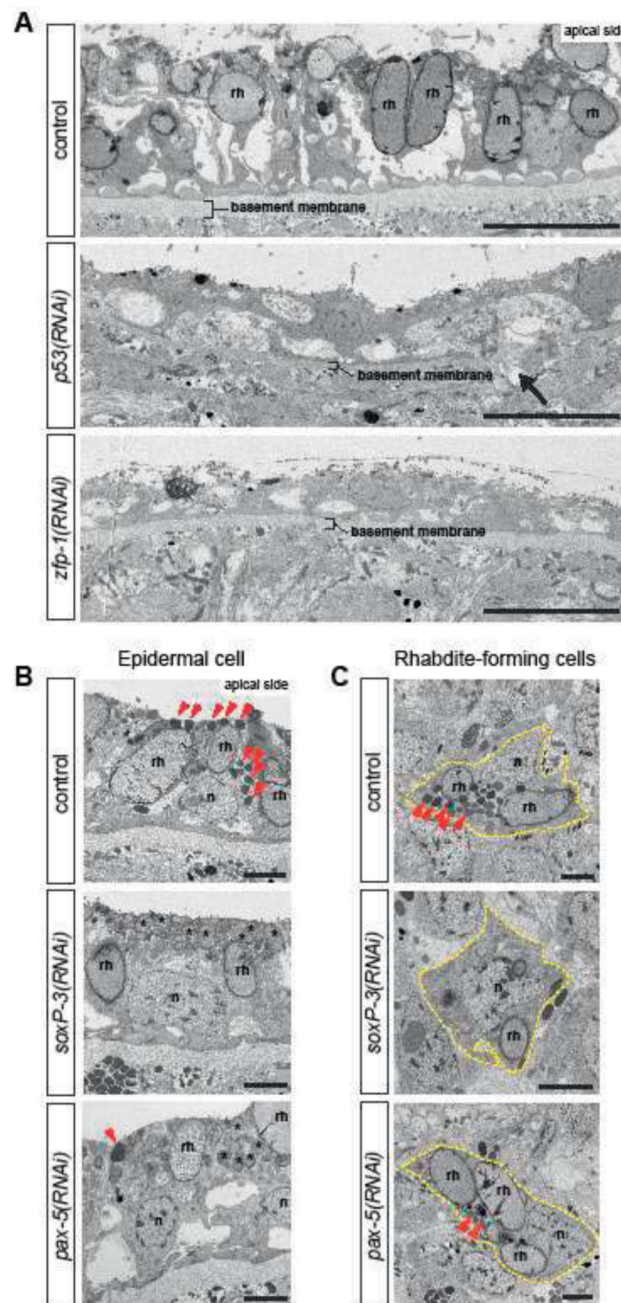 A
control
apical side
rh
rh
rh
rh
rh
basement membrane
p53(RNAi)
basement membrane
zfp-1(RNAi)
basement membrane
Epidermal cell
Rhabdite-forming cells
B
C
control
apical side
rh
rh
rh
n
n
rh
rh
soxP-3(RNAi)
rh
rh
n
*
*
*
*
*
*
soxP-3(RNAi)
n
rh
pax-5(RNAi)
rh
rh
n
n
*
*
*
*
pax-5(RNAi)
rh
rh
rh
n
control